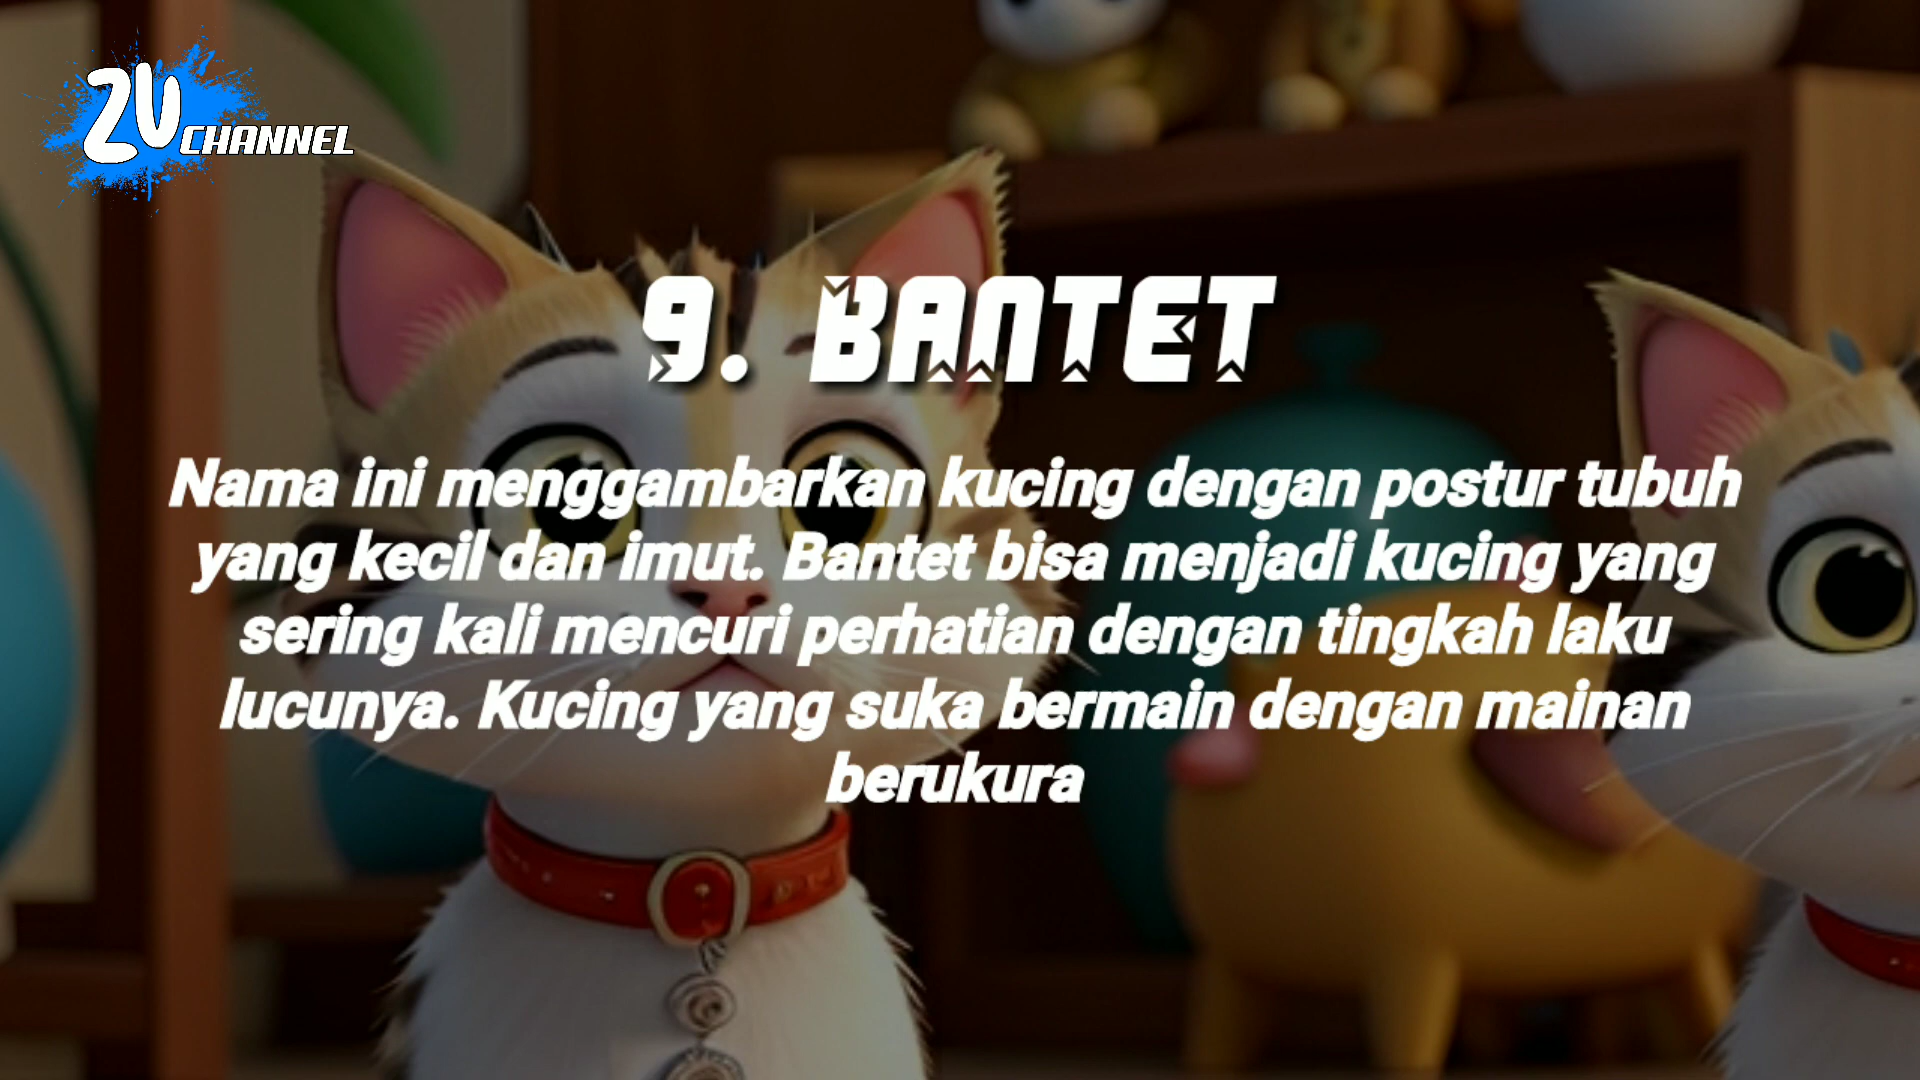 2U CHANNEL
9. BANTET
Nama ini menggambarkan kucing dengan postur tubuh
yang kecil dan imut. Bantet bisa menjadi kucing yang
sering kali mencuri perhatian dengan tingkah laku
lucunya. Kucing yang suka bermain dengan mainan
berukura